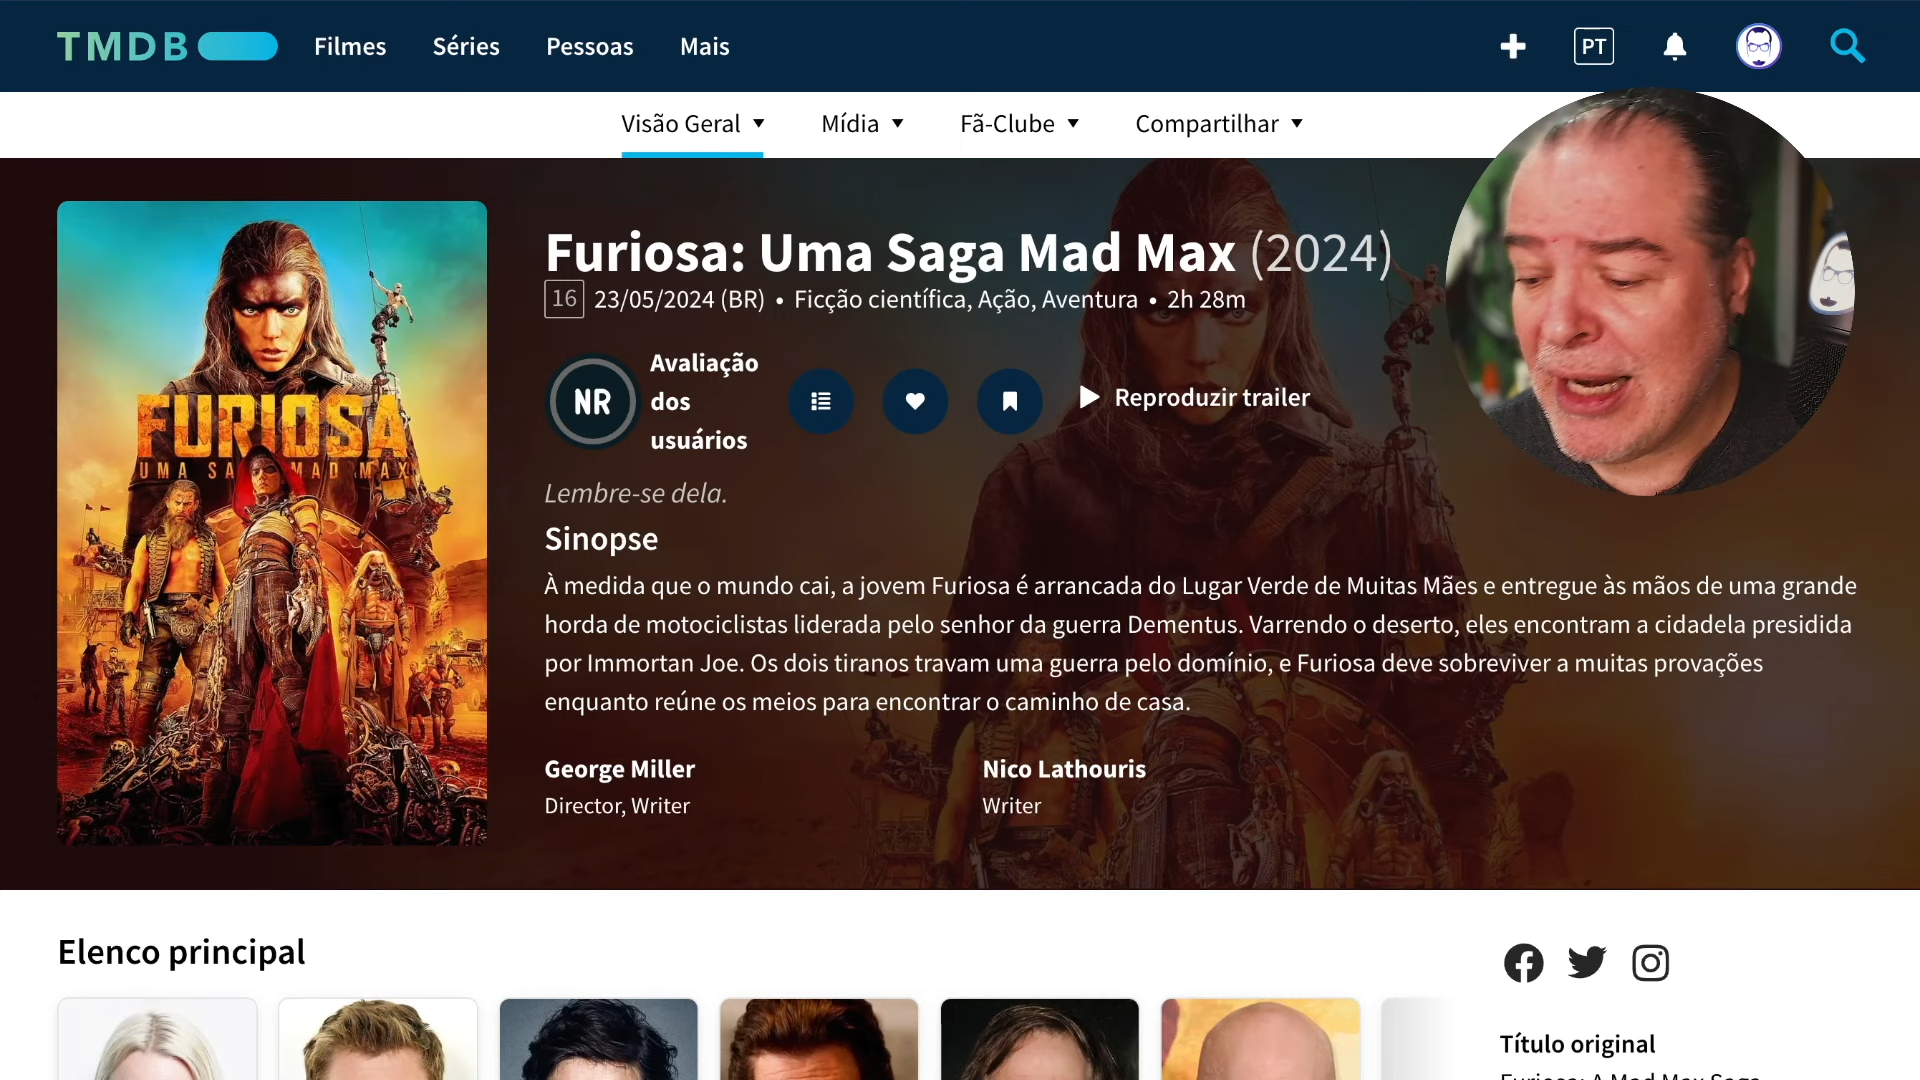 TMDB
Filmes
Séries
Pessoas
Mais
PT
Visão Geral
Mídia
Fã-Clube
Compartilhar
FURIOSA
UMA SAGA MAD MAX
Furiosa: Uma Saga Mad Max (2024)
16 23/05/2024 (BR) • Ficção científica, Ação, Aventura • 2h 28m
NR
Avaliação
dos
usuários
Reproduzir trailer
Lembre-se dela.
Sinopse
À medida que o mundo cai, a jovem Furiosa é arrancada do Lugar Verde de Muitas Mães e entregue às mãos de uma grande
horda de motociclistas liderada pelo senhor da guerra Dementus. Varrendo o deserto, eles encontram a cidadela presidida
por Immortan Joe. Os dois tiranos travam uma guerra pelo domínio, e Furiosa deve sobreviver a muitas provações
enquanto reúne os meios para encontrar o caminho de casa.
George Miller
Director, Writer
Nico Lathouris
Writer
Elenco principal
Título original
Furiosa: A Mad Max Saga